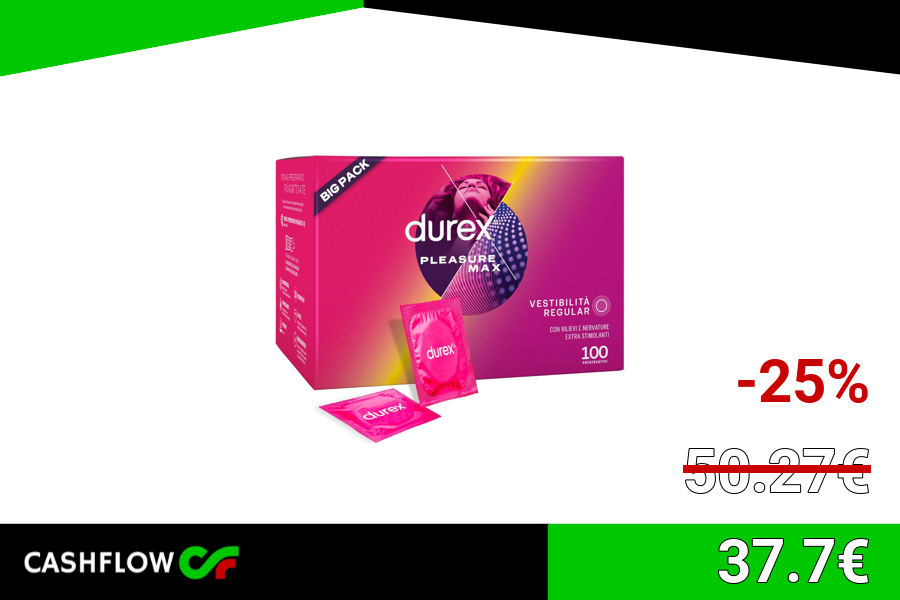 BIG PACK
durex
PLEASURE
MAX
VESTIBILITÀ
REGULAR
CON RILIEVI E NERVATURE
EXTRA STIMOLANTI
100
PRESERVATIVI
durex
durex
-25%
50.27€
CASHFLOW
37.7€